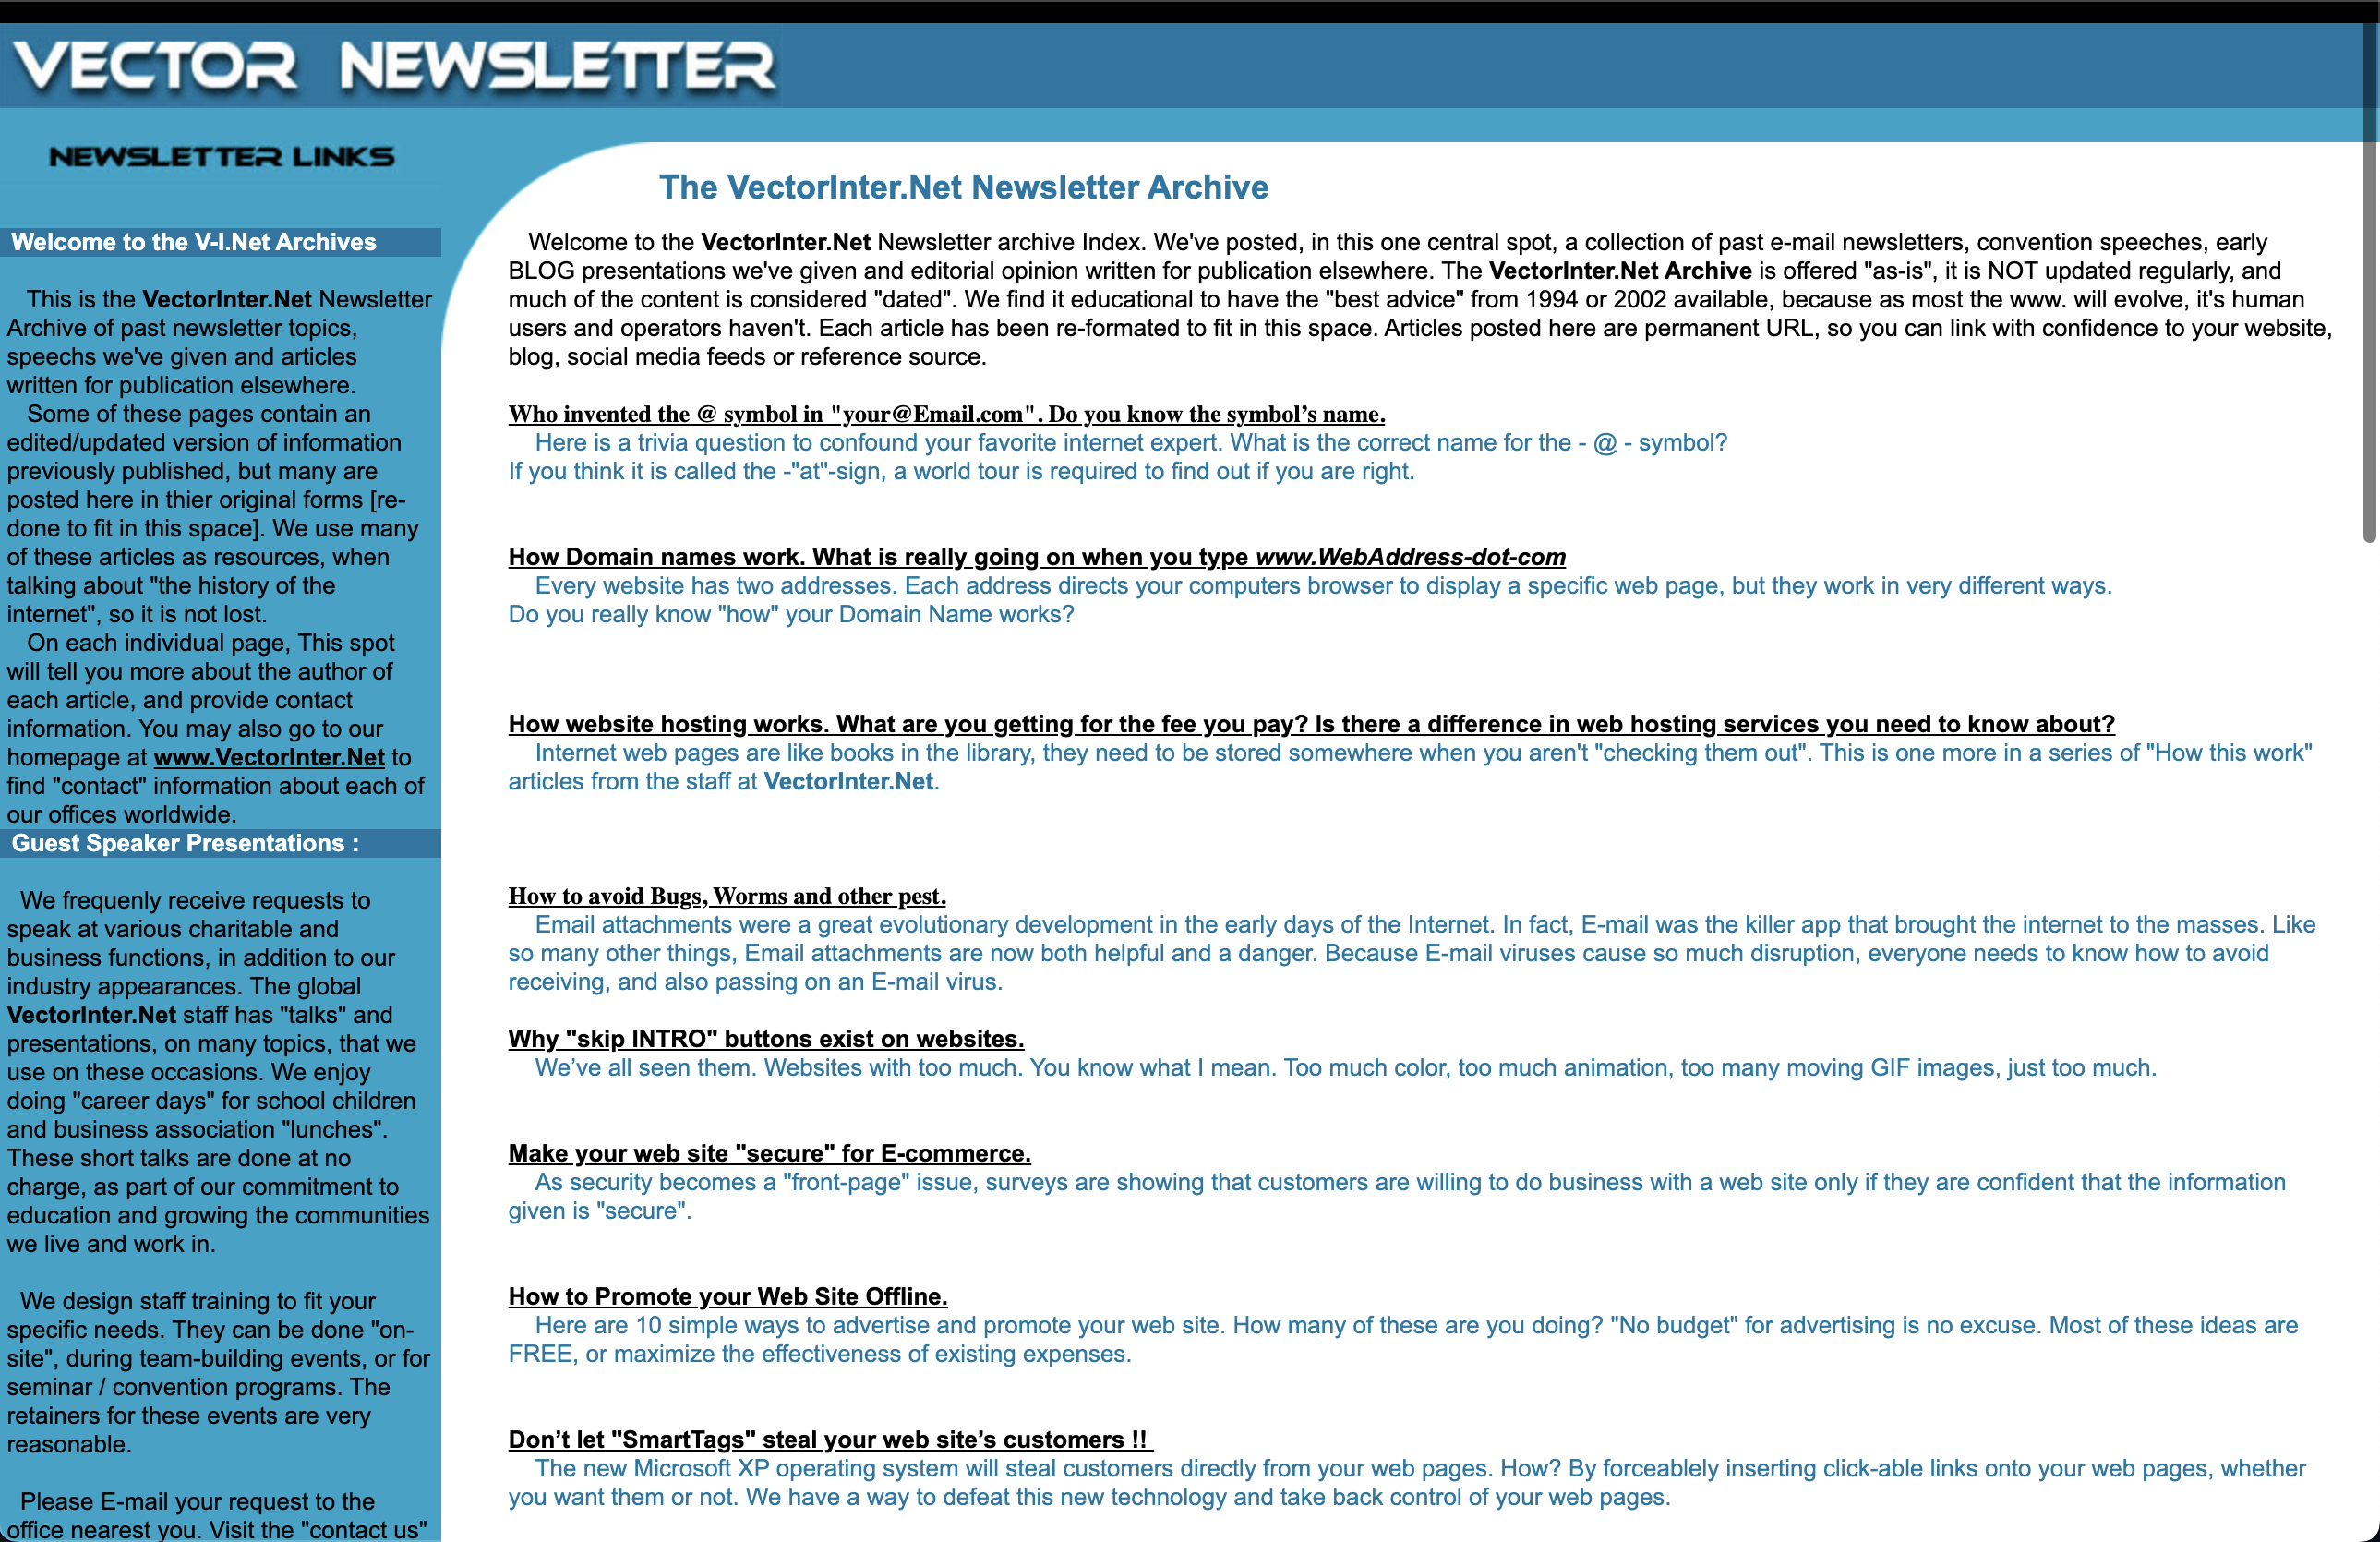 VECTOR NEWSLETTER
NEWSLETTER LINKS
Welcome to the V-I.Net Archives
This is the VectorInter.Net Newsletter
Archive of past newsletter topics,
speechs we've given and articles
written for publication elsewhere.
Some of these pages contain an
edited/updated version of information
previously published, but many are
posted here in thier original forms [re-
done to fit in this space]. We use many
of these articles as resources, when
talking about "the history of the
internet", so it is not lost.
On each individual page, This spot
will tell you more about the author of
each article, and provide contact
information. You may also go to our
homepage at www.VectorInter.Net to
find "contact" information about each of
our offices worldwide.
Guest Speaker Presentations :
We frequenly receive requests to
speak at various charitable and
business functions, in addition to our
industry appearances. The global
VectorInter.Net staff has "talks" and
presentations, on many topics, that we
use on these occasions. We enjoy
doing "career days" for school children
and business association "lunches".
These short talks are done at no
charge, as part of our commitment to
education and growing the communities
we live and work in.
We design staff training to fit your
specific needs. They can be done "on-
site", during team-building events, or for
seminar / convention programs. The
retainers for these events are very
reasonable.
Please E-mail your request to the
office nearest you. Visit the "contact us"
The VectorInter.Net Newsletter Archive
Welcome to the VectorInter.Net Newsletter archive Index. We've posted, in this one central spot, a collection of past e-mail newsletters, convention speeches, early
BLOG presentations we've given and editorial opinion written for publication elsewhere. The VectorInter.Net Archive is offered "as-is", it is NOT updated regularly, and
much of the content is considered "dated". We find it educational to have the "best advice" from 1994 or 2002 available, because as most the www. will evolve, it's human
users and operators haven't. Each article has been re-formated to fit in this space. Articles posted here are permanent URL, so you can link with confidence to your website,
blog, social media feeds or reference source.
Who invented the @ symbol in "your@Email.com". Do you know the symbol’s name.
Here is a trivia question to confound your favorite internet expert. What is the correct name for the - @ - symbol?
If you think it is called the -"at"-sign, a world tour is required to find out if you are right.
How Domain names work. What is really going on when you type www.WebAddress-dot-com
Every website has two addresses. Each address directs your computers browser to display a specific web page, but they work in very different ways.
Do you really know "how" your Domain Name works?
How website hosting works. What are you getting for the fee you pay? Is there a difference in web hosting services you need to know about?
Internet web pages are like books in the library, they need to be stored somewhere when you aren't "checking them out". This is one more in a series of "How this work"
articles from the staff at VectorInter.Net.
How to avoid Bugs, Worms and other pest.
Email attachments were a great evolutionary development in the early days of the Internet. In fact, E-mail was the killer app that brought the internet to the masses. Like
so many other things, Email attachments are now both helpful and a danger. Because E-mail viruses cause so much disruption, everyone needs to know how to avoid
receiving, and also passing on an E-mail virus.
Why "skip INTRO" buttons exist on websites.
We’ve all seen them. Websites with too much. You know what I mean. Too much color, too much animation, too many moving GIF images, just too much.
Make your web site "secure" for E-commerce.
As security becomes a "front-page" issue, surveys are showing that customers are willing to do business with a web site only if they are confident that the information
given is "secure".
How to Promote your Web Site Offline.
Here are 10 simple ways to advertise and promote your web site. How many of these are you doing? "No budget" for advertising is no excuse. Most of these ideas are
FREE, or maximize the effectiveness of existing expenses.
Don’t let "SmartTags" steal your web site’s customers !!
The new Microsoft XP operating system will steal customers directly from your web pages. How? By forceablely inserting click-able links onto your web pages, whether
you want them or not. We have a way to defeat this new technology and take back control of your web pages.